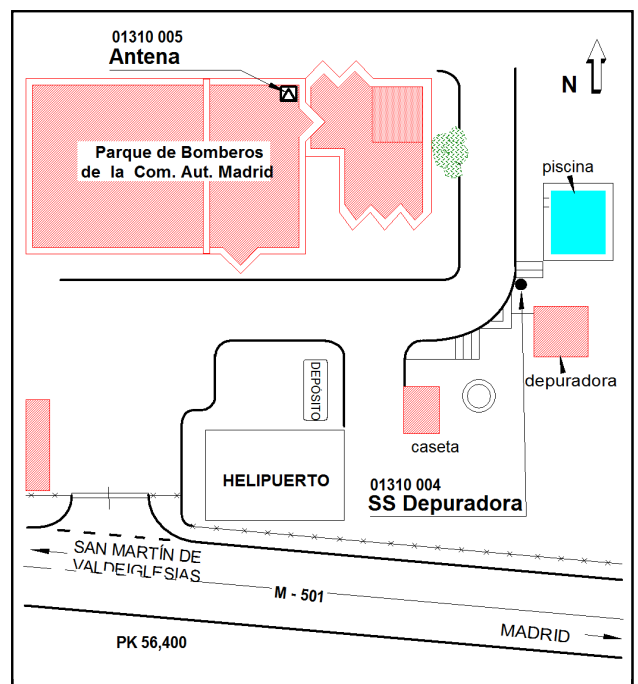 01310 005
Antena
N
Parque de Bomberos
de la Com. Aut. Madrid
piscina
DEPÓSITO
depuradora
caseta
HELIPUERTO
01310 004
SS Depuradora
SAN MARTÍN DE
VALDEIGLESIAS
M - 501
MADRID
PK 56,400